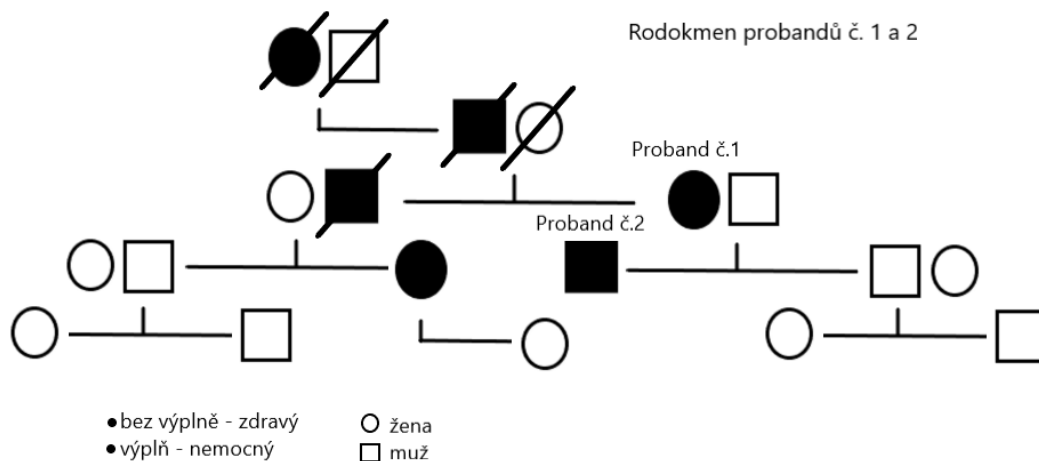 Rodokmen probandů č. 1 a 2
Proband č.1
Proband č.2
●bez výplně - zdravý
●výplň - nemocný
žena
muž